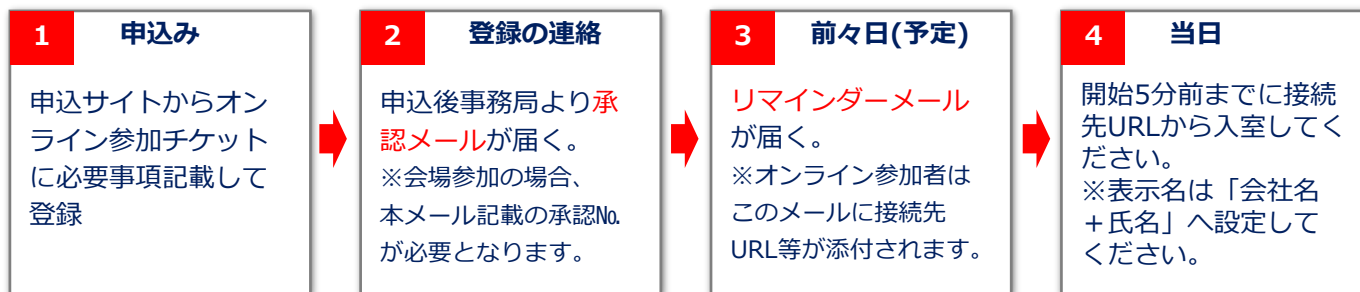 1 申込み
申込サイトからオン
ライン参加チケット
に必要事項記載して
登録
2 登録の連絡
申込後事務局より承
認メールが届く。
※会場参加の場合、
本メール記載の承認№
が必要となります。
3 前々日(予定)
リマインダーメール
が届く。
※オンライン参加者は
このメールに接続先
URL等が添付されます。
4 当日
開始5分前までに接続
先URLから入室してく
ださい。
※表示名は「会社名
+氏名」へ設定して
ください。